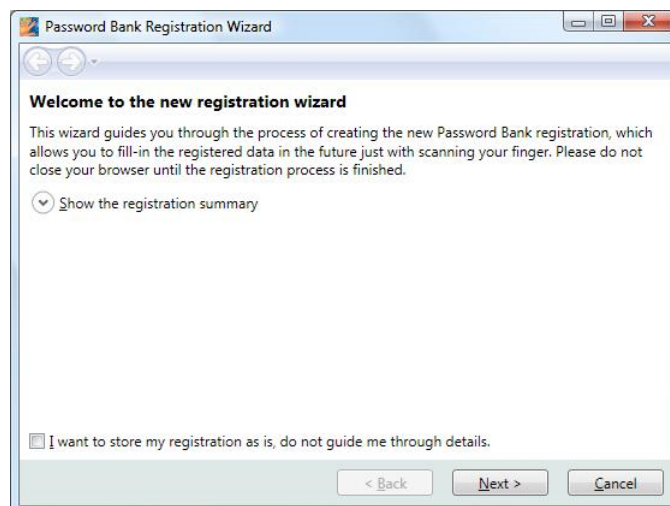 Password Bank Registration Wizard
Welcome to the new registration wizard
This wizard guides you through the process of creating the new Password Bank registration, which
allows you to fill-in the registered data in the future just with scanning your finger. Please do not
close your browser until the registration process is finished.
Show the registration summary
I want to store my registration as is, do not guide me through details.
< Back Next > Cancel